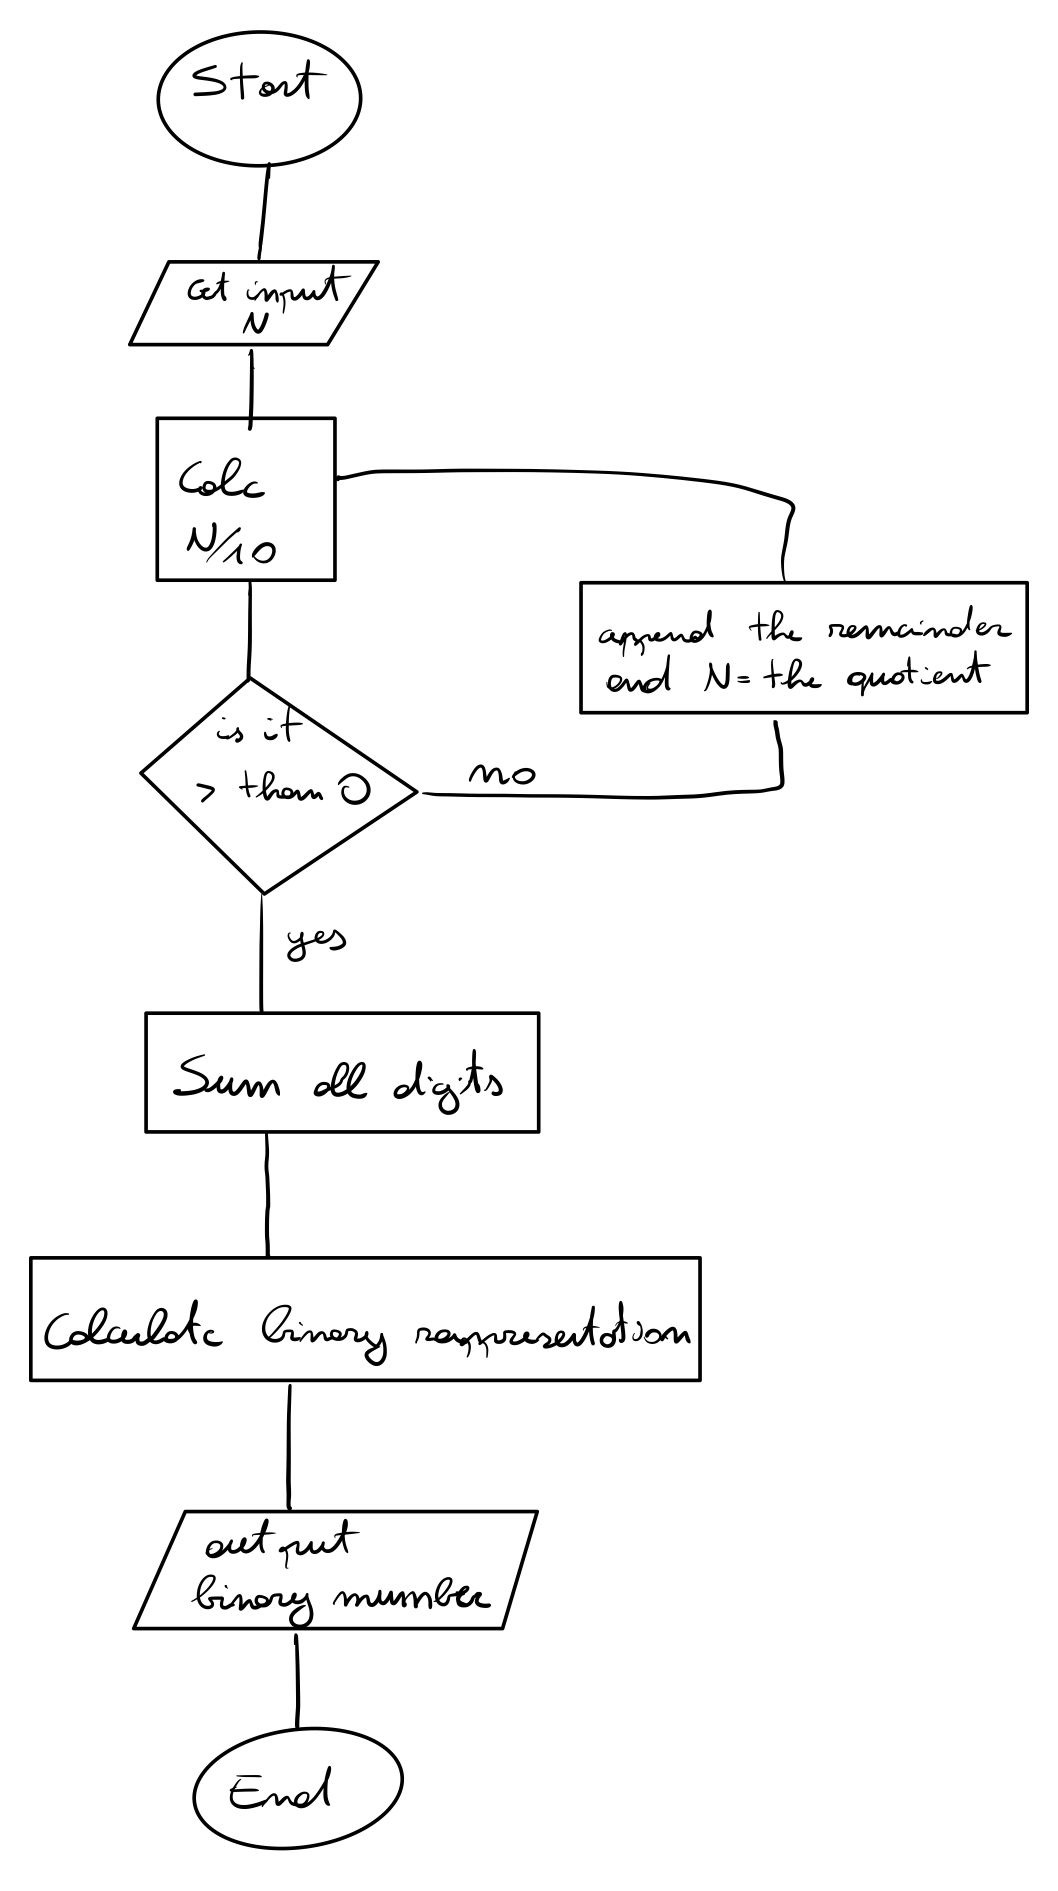 Start
Get input
N
Calc
N/10
append the remainder
and N= the quotient
is it
> than 0
no
yes
Sum all digits
Calculate binary rappresentation
output
binary number
End